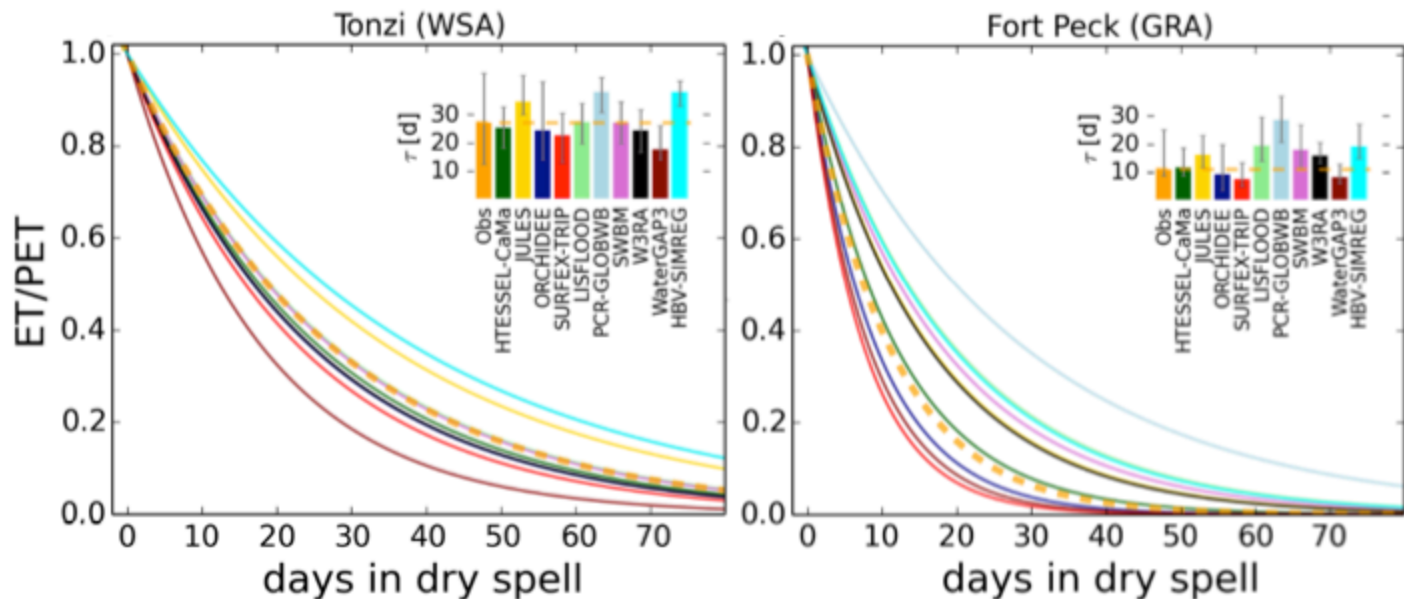 Tonzi (WSA)
Fort Peck (GRA)
ET/PET
1.0
0.8
0.6
0.4
0.2
0.0
0 10 20 30 40 50 60 70
days in dry spell
τ [d]
30
20
10
Obs
HTESSEL-CaMa
JULES
ORCHIDEE
SURFEX-TRIP
LISFLOOD
PCR-GLOBWB
SWBM
W3RA
WaterGAP3
HBV-SIMREG
1.0
0.8
0.6
0.4
0.2
0.0
0 10 20 30 40 50 60 70
days in dry spell
τ [d]
30
20
10
Obs
HTESSEL-CaMa
JULES
ORCHIDEE
SURFEX-TRIP
LISFLOOD
PCR-GLOBWB
SWBM
W3RA
WaterGAP3
HBV-SIMREG